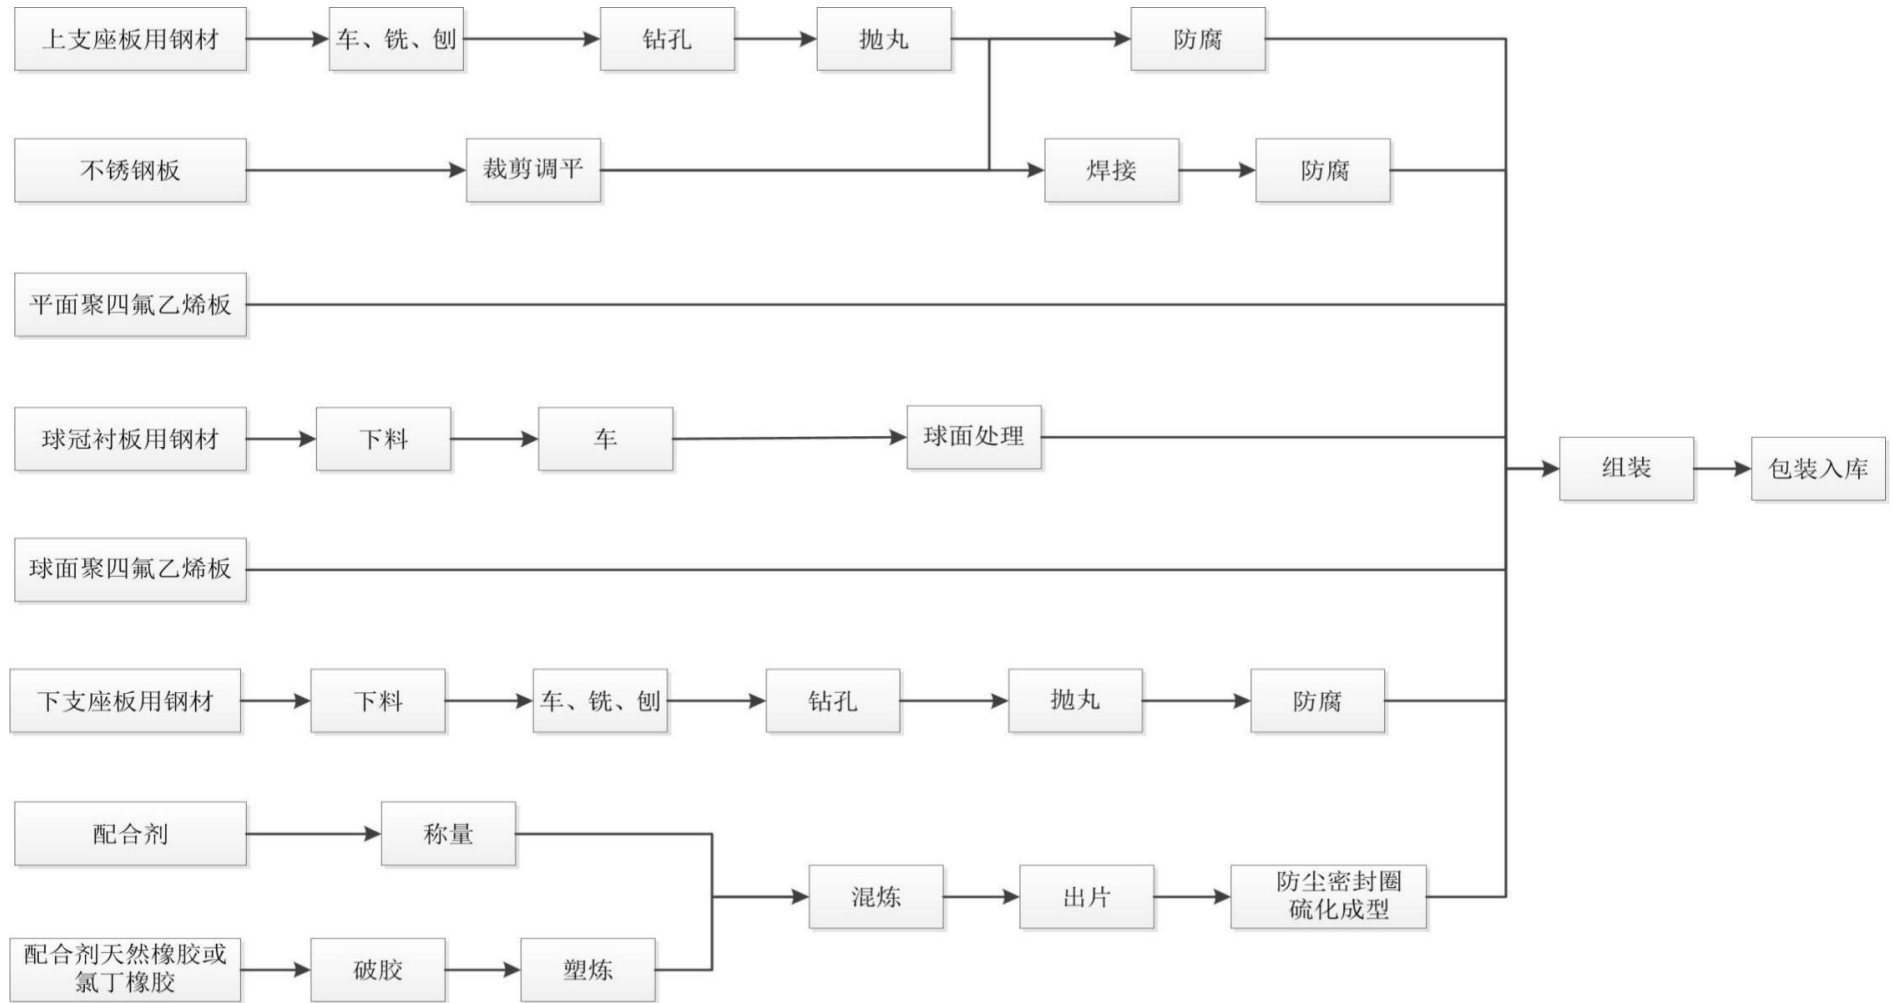 上支座板用钢材
车、铣、刨
钻孔
抛丸
防腐
不锈钢板
裁剪调平
焊接
防腐
平面聚四氟乙烯板
球冠衬板用钢材
下料
车
球面处理
组装
包装入库
球面聚四氟乙烯板
下支座板用钢材
下料
车、铣、刨
钻孔
抛丸
防腐
配合剂
称量
混炼
出片
防尘密封圈
硫化成型
配合剂天然橡胶或
氯丁橡胶
破胶
塑炼